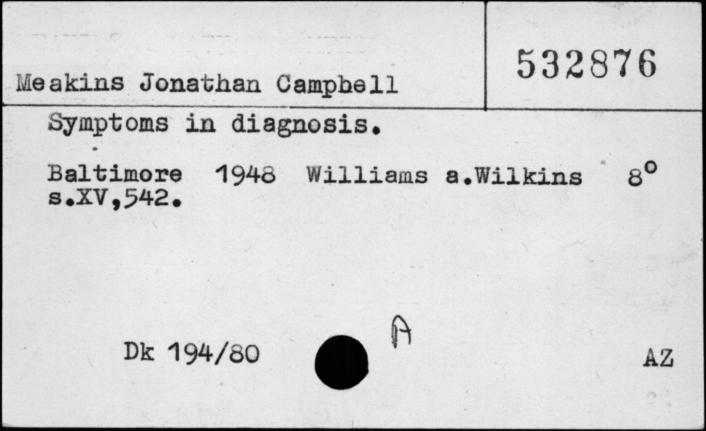 532876
Meakins Jonathan Campbell
Symptoms in diagnosis.
Baltimore 1948 Williams a.Wilkins 8°
s.XV,542.
A
Dk 194/80
AZ